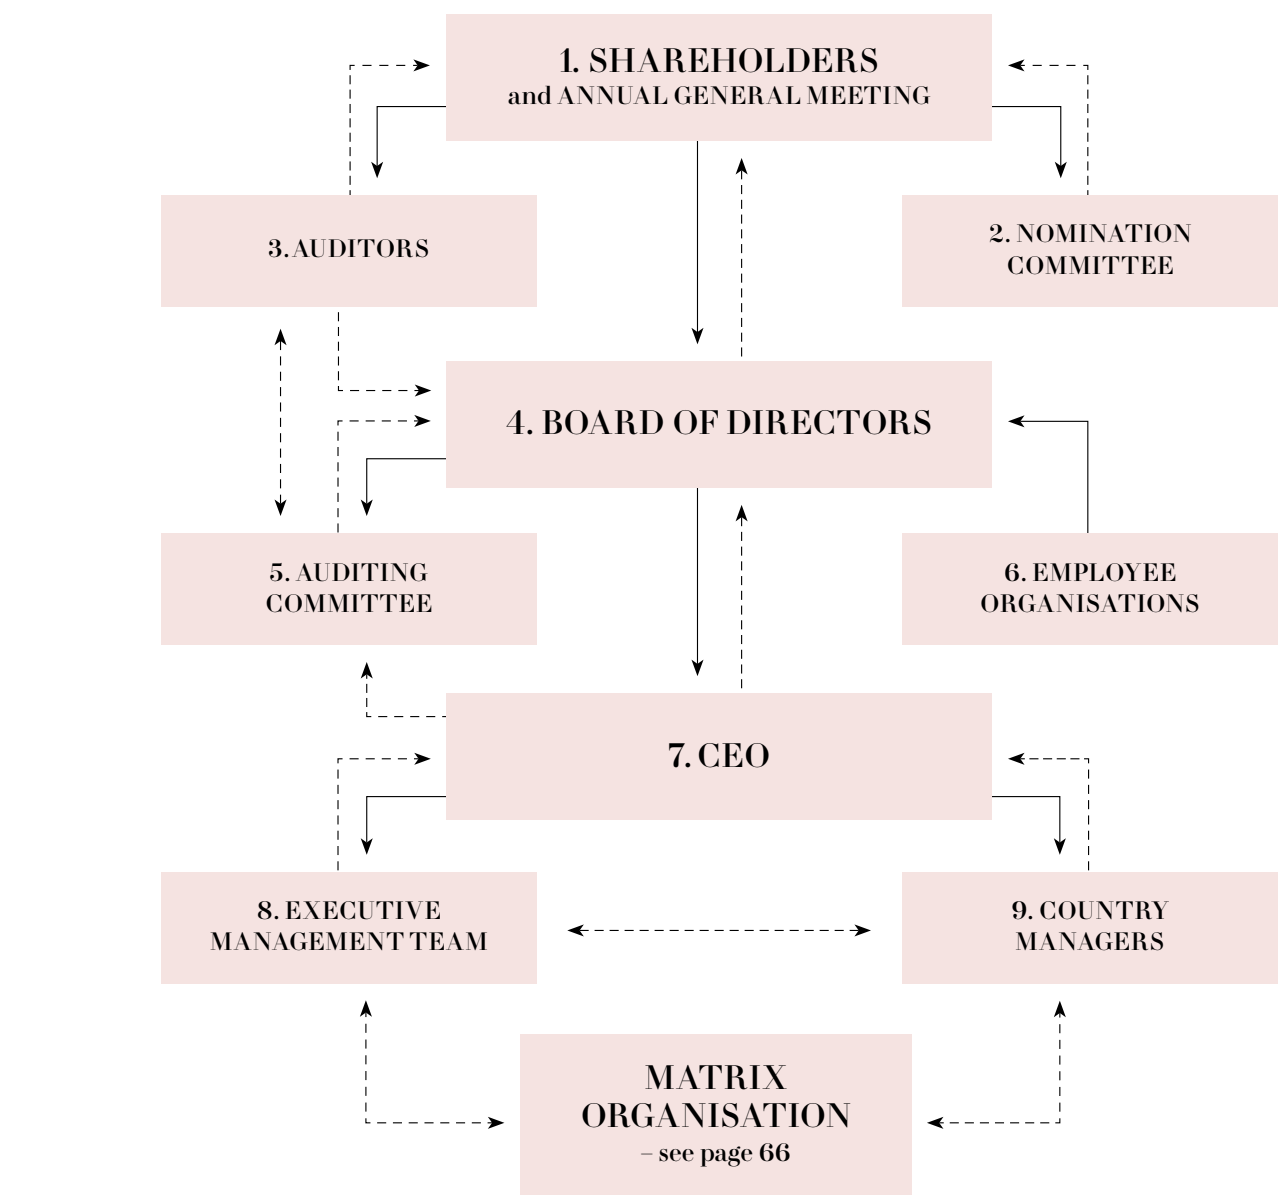 1. SHAREHOLDERS
and ANNUAL GENERAL MEETING
3. AUDITORS
2. NOMINATION
COMMITTEE
4. BOARD OF DIRECTORS
5. AUDITING
COMMITTEE
6. EMPLOYEE
ORGANISATIONS
7. CEO
8. EXECUTIVE
MANAGEMENT TEAM
9. COUNTRY
MANAGERS
MATRIX
ORGANISATION
– see page 66